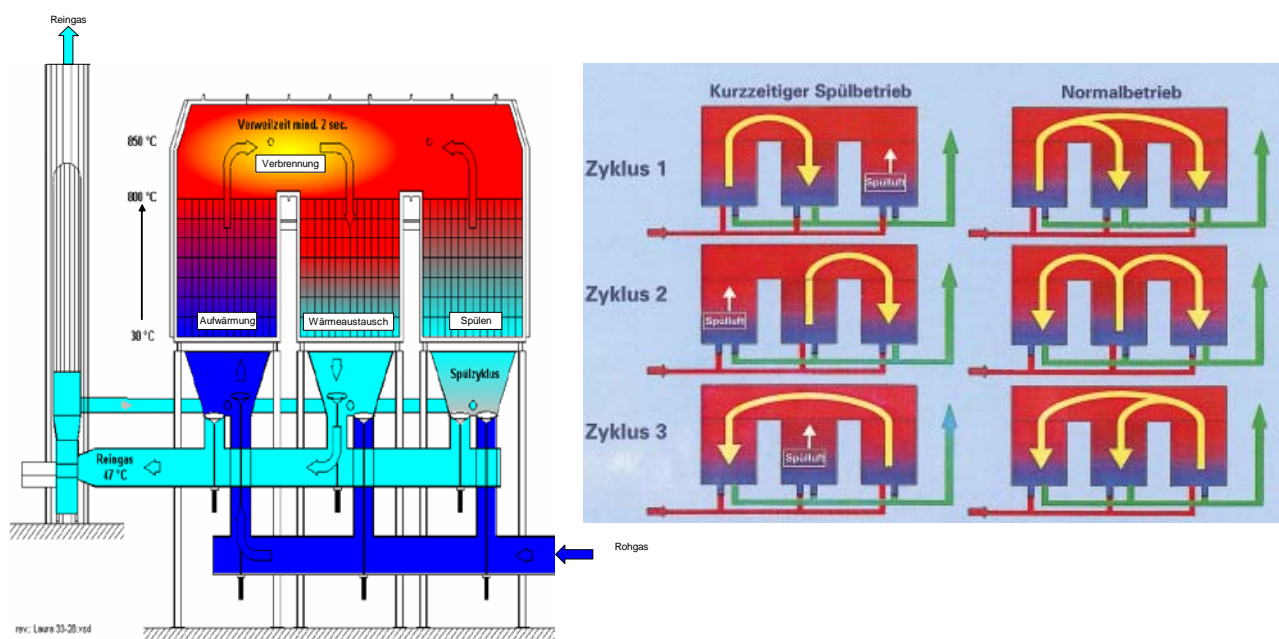 Reingas
Verweilzeit mind. 2 sec.
850 °C
Verbrennung
800 °C
Aufwärmung
Wärmeaustausch
Spülen
30 °C
Spülzyklus
Reingas
47 °C
Rohgas
rev.: Laura 33-28.vsd
Kurzzeitiger Spülbetrieb
Normalbetrieb
Zyklus 1
Spülluft
Zyklus 2
Spülluft
Zyklus 3
Spülluft